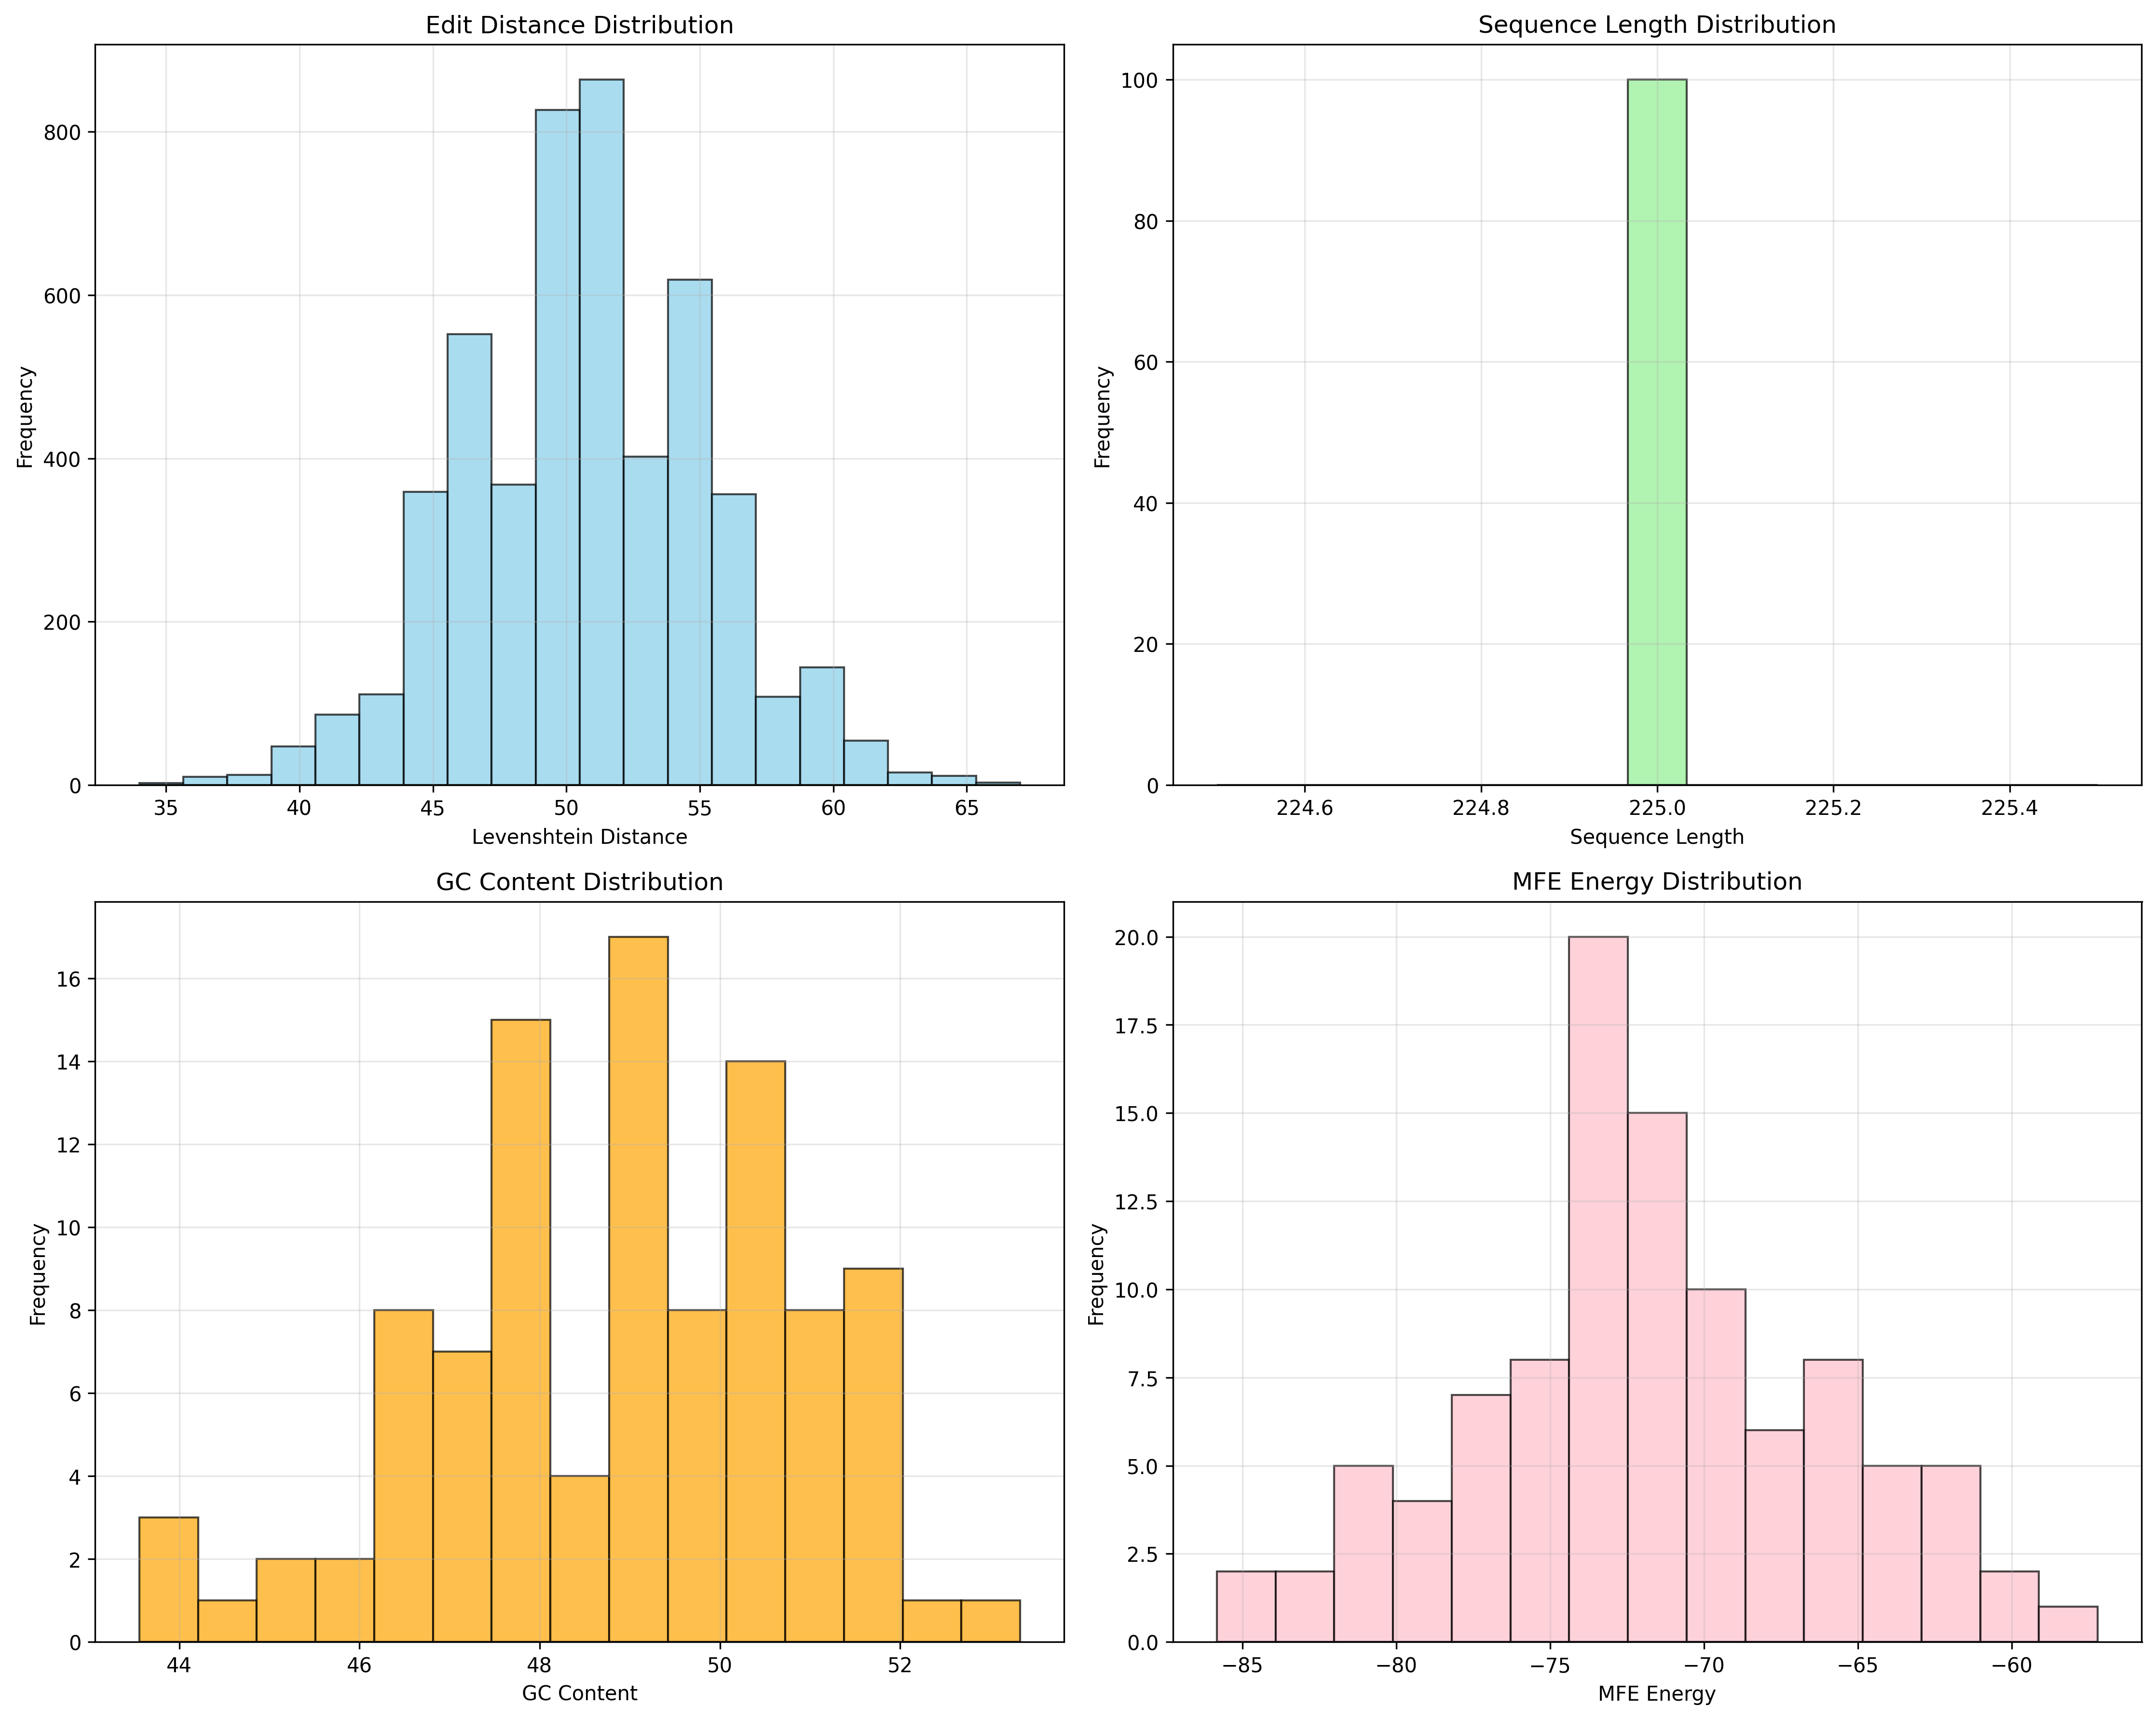 Edit Distance Distribution
Frequency
800
600
400
200
0
35 40 45 50 55 60 65
Levenshtein Distance
Sequence Length Distribution
Frequency
100
80
60
40
20
0
224.6 224.8 225.0 225.2 225.4
Sequence Length
GC Content Distribution
Frequency
16
14
12
10
8
6
4
2
0
44 46 48 50 52
GC Content
MFE Energy Distribution
Frequency
20.0
17.5
15.0
12.5
10.0
7.5
5.0
2.5
0.0
−85 −80 −75 −70 −65 −60
MFE Energy